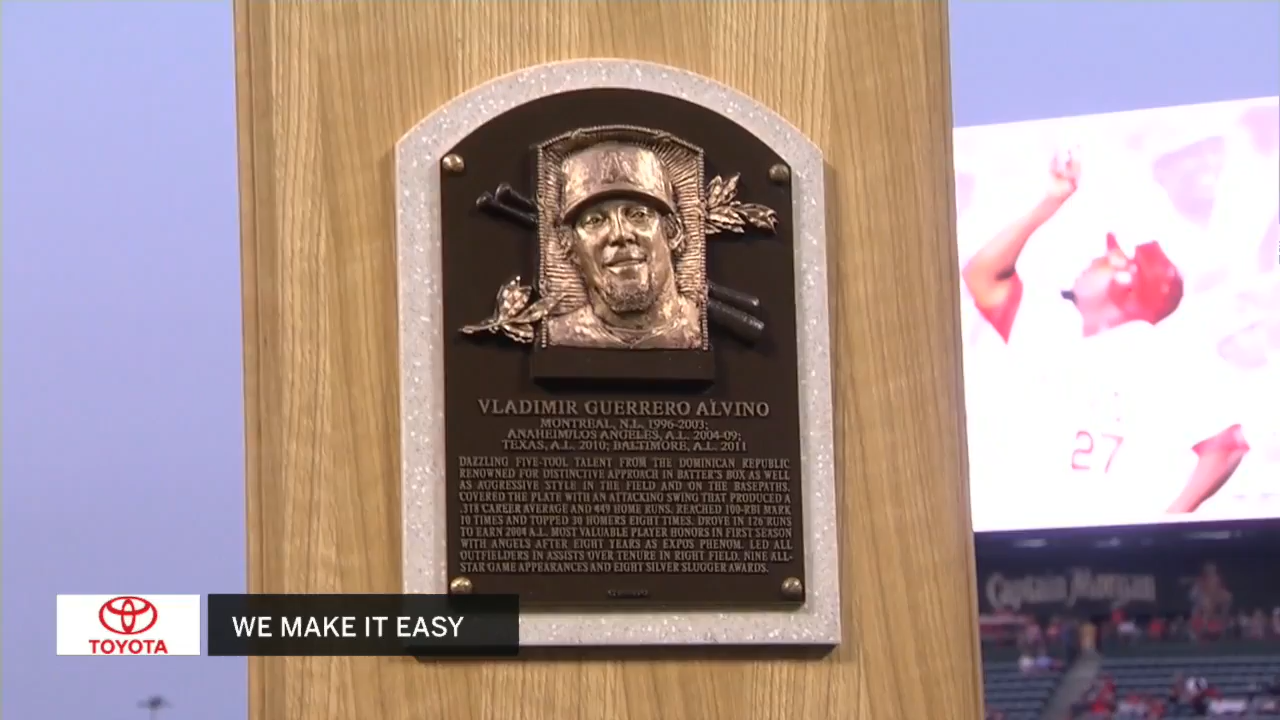 A
VLADIMIR GUERRERO ALVINO
MONTREAL, N.L. 1996-2003;
ANAHEIM/LOS ANGELES, A.L. 2004-09;
TEXAS, A.L. 2010; BALTIMORE, A.L. 2011
DAZZLING FIVE-TOOL TALENT FROM THE DOMINICAN REPUBLIC
RENOWNED FOR DISTINCTIVE APPROACH IN BATTER'S BOX AS WELL
AS AGGRESSIVE STYLE IN THE FIELD AND ON THE BASEPATHS.
COVERED THE PLATE WITH AN ATTACKING SWING THAT PRODUCED A
.318 CAREER AVERAGE AND 449 HOME RUNS. REACHED 100-RBI MARK
10 TIMES AND TOPPED 30 HOMERS EIGHT TIMES. DROVE IN 126 RUNS
TO EARN 2004 A.L. MOST VALUABLE PLAYER HONORS IN FIRST SEASON
WITH ANGELS AFTER EIGHT YEARS AS EXPOS PHENOM. LED ALL
OUTFIELDERS IN ASSISTS OVER TENURE IN RIGHT FIELD. NINE ALL-
STAR GAME APPEARANCES AND EIGHT SILVER SLUGGER AWARDS.
27
Captain Morgan
TOYOTA
WE MAKE IT EASY